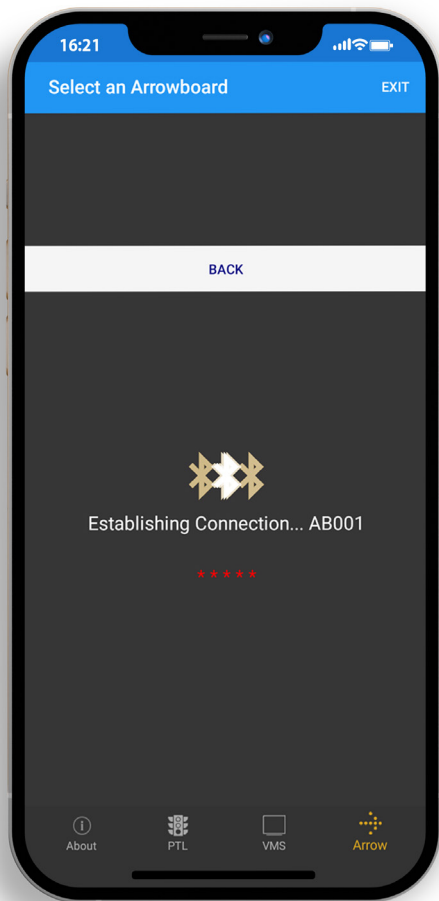 16:21
Select an Arrowboard EXIT
BACK
Establishing Connection... AB001
*****
About PTL VMS Arrow